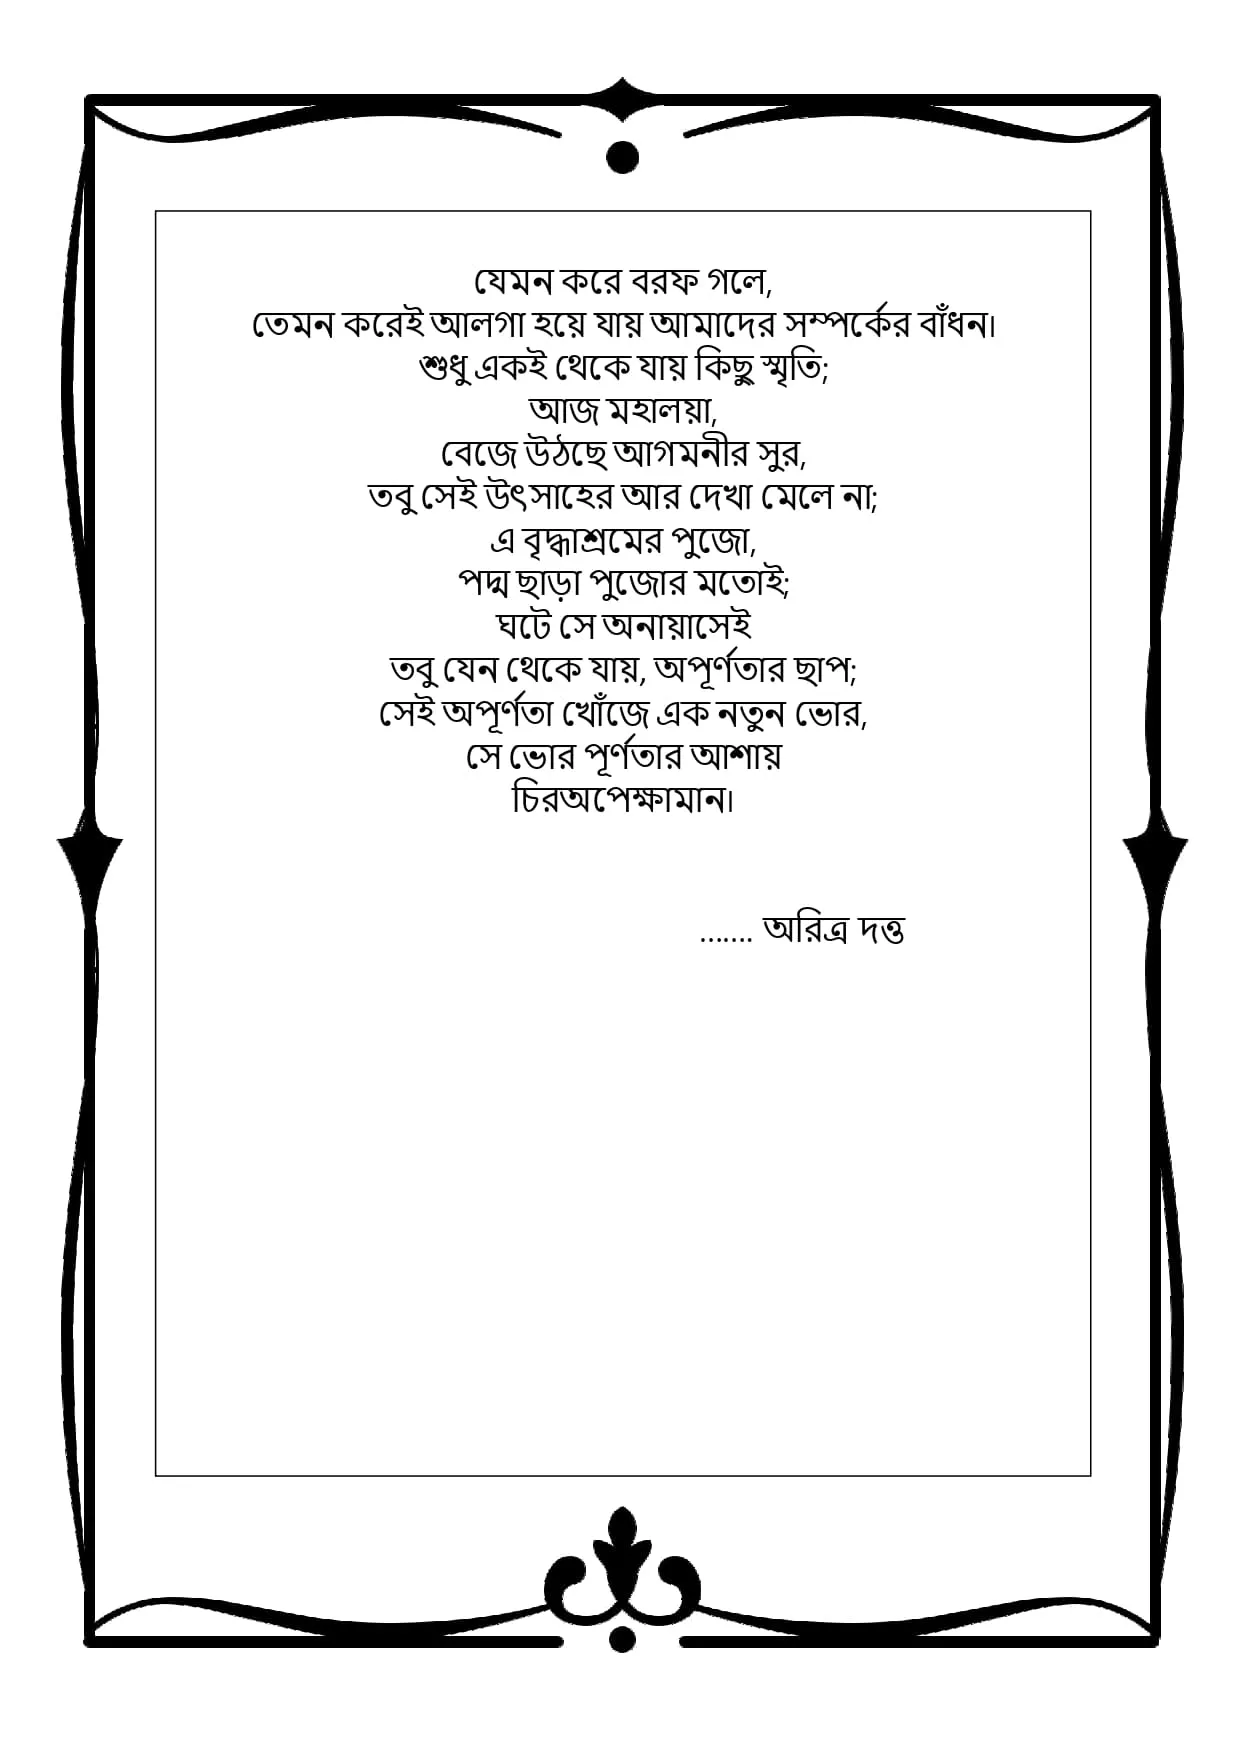 যেমন করে বরফ গলে,
তেমন করেই আলগা হয়ে যায় আমাদের সম্পর্কের বাঁধন।
শুধু একই থেকে যায় কিছু স্মৃতি;
আজ মহালয়া,
বেজে উঠছে আগমনীর সুর,
তবু সেই উৎসাহের আর দেখা মেলে না;
এ বৃদ্ধাশ্রমের পুজো,
পদ্ম ছাড়া পুজোর মতোই;
ঘটে সে অনায়াসেই
তবু যেন থেকে যায়, অপূর্ণতার ছাপ;
সেই অপূর্ণতা খোঁজে এক নতুন ভোর,
সে ভোর পূর্ণতার আশায়
চিরঅপেক্ষামান।
....... অরিত্র দত্ত